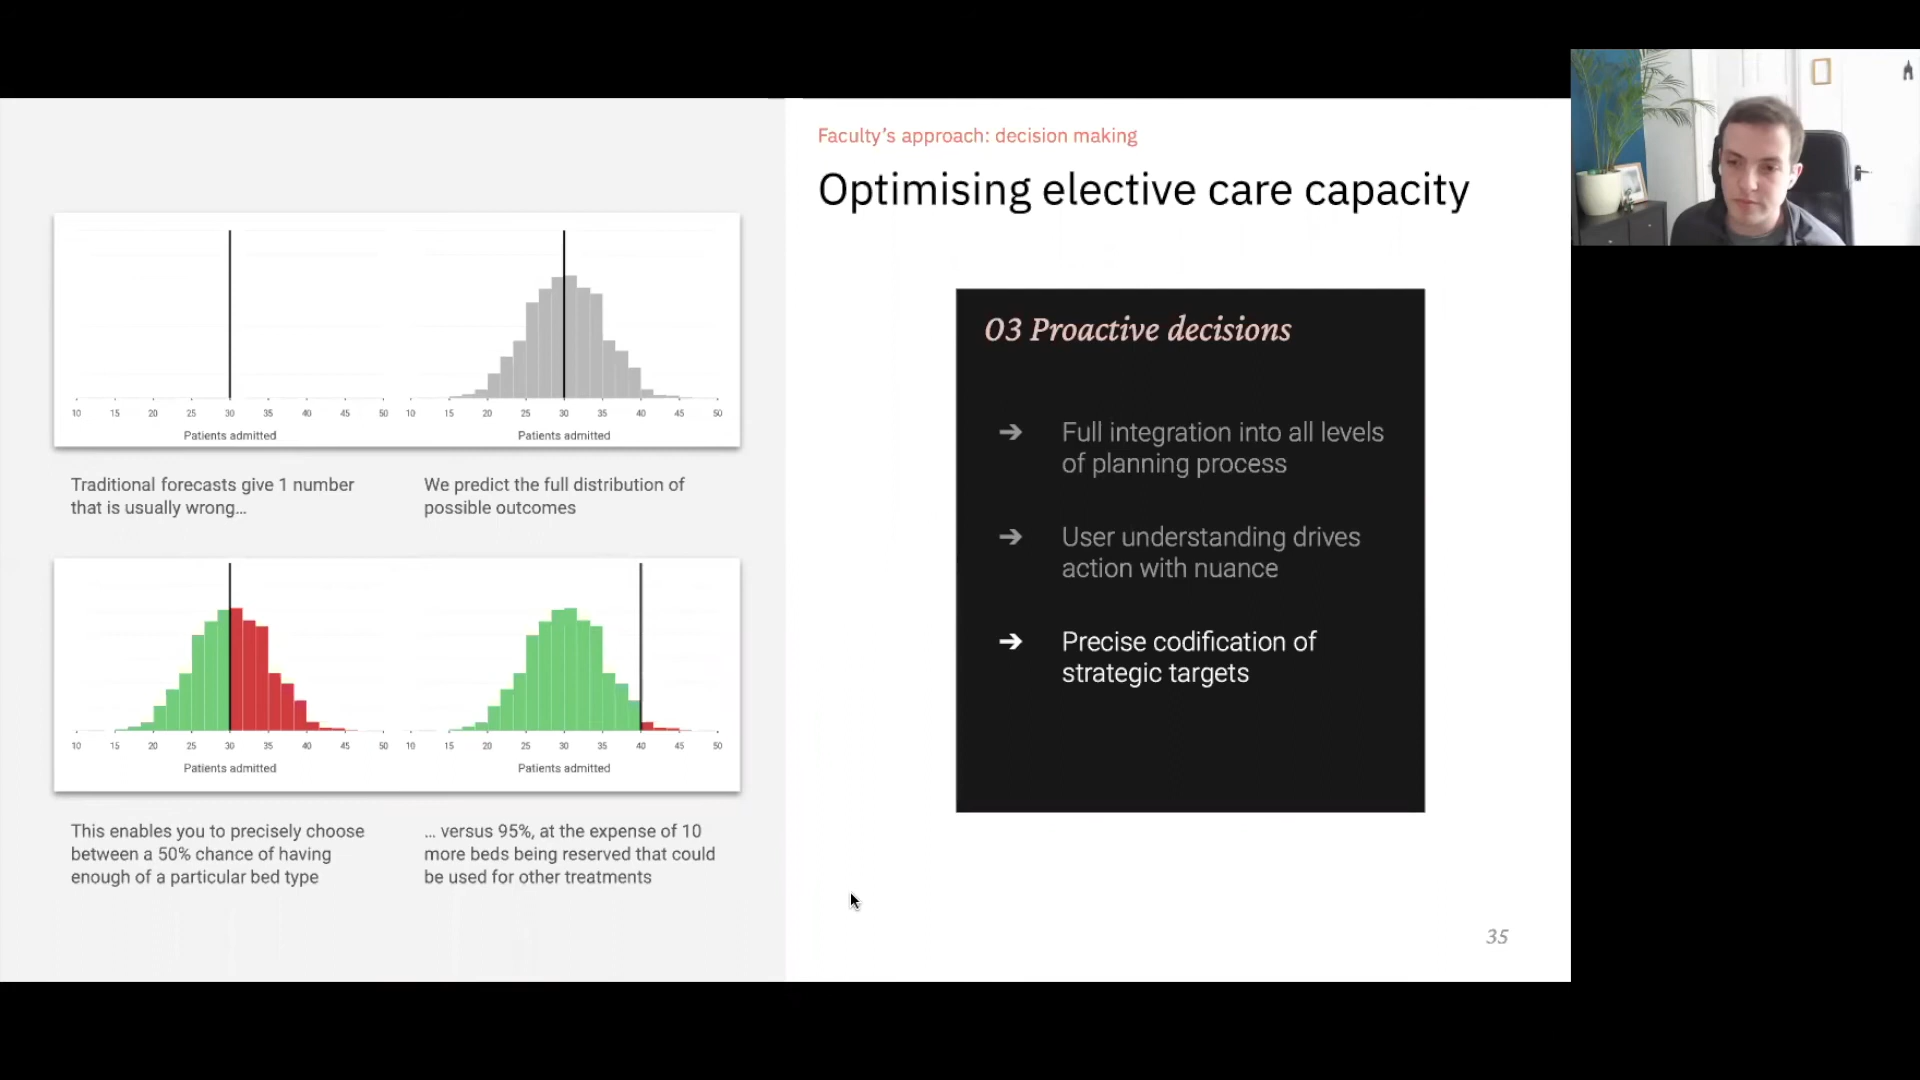 Faculty's approach: decision making
Optimising elective care capacity
10 15 20 25 30 35 40 45 50
Patients admitted
10 15 20 25 30 35 40 45 50
Patients admitted
Traditional forecasts give 1 number
that is usually wrong…
We predict the full distribution of
possible outcomes
10 15 20 25 30 35 40 45 50
Patients admitted
10 15 20 25 30 35 40 45 50
Patients admitted
This enables you to precisely choose
between a 50% chance of having
enough of a particular bed type
… versus 95%, at the expense of 10
more beds being reserved that could
be used for other treatments
03 Proactive decisions
➔ Full integration into all levels
of planning process
➔ User understanding drives
action with nuance
➔ Precise codification of
strategic targets
35